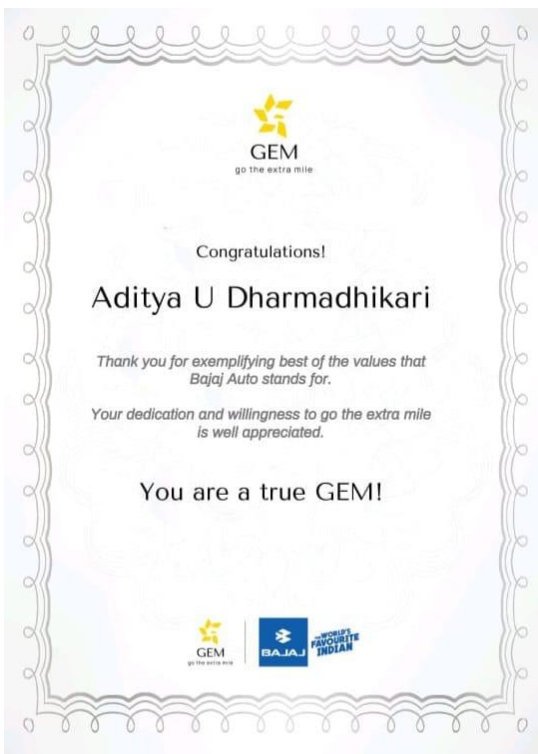 GEM
go the extra mile
Congratulations!
Aditya U Dharmadhikari
Thank you for exemplifying best of the values that
Bajaj Auto stands for.
Your dedication and willingness to go the extra mile
is well appreciated.
You are a true GEM!
GEM
go the extra mile
BAJAJ
THE WORLD'S
FAVOURITE
INDIAN